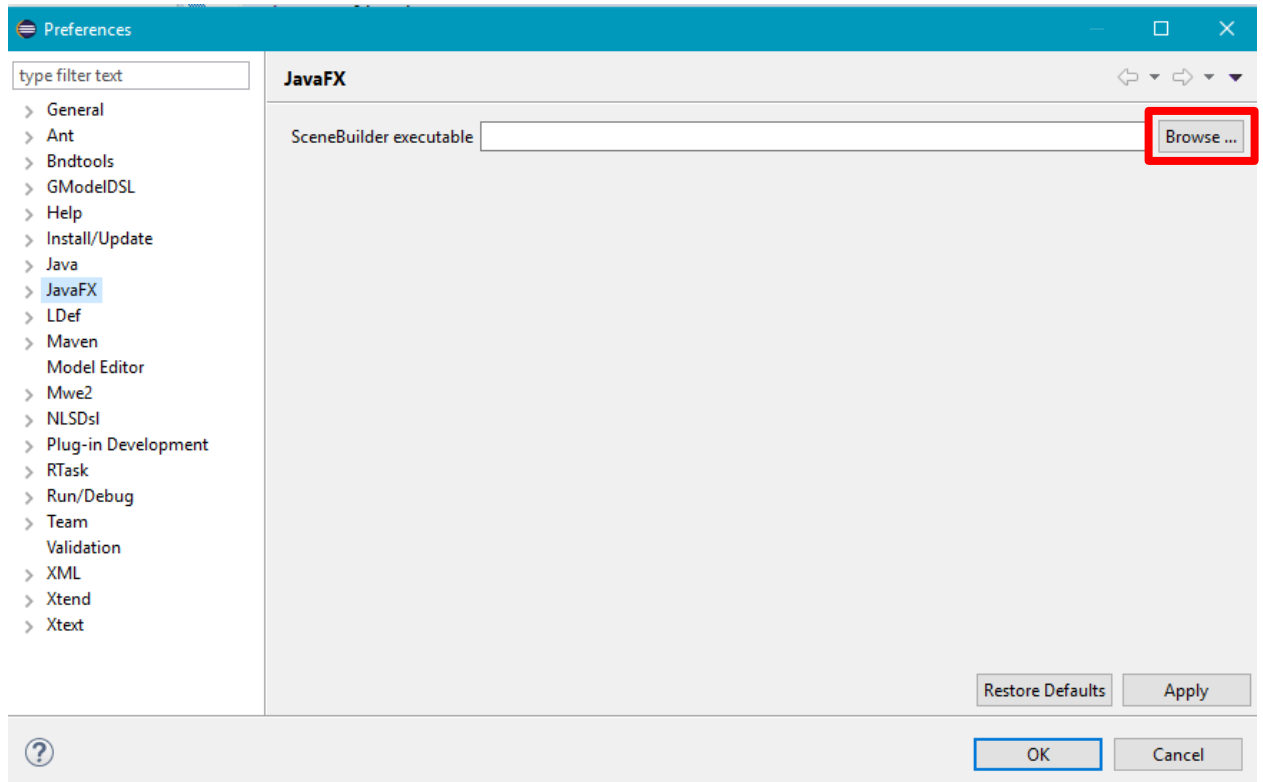 Preferences
type filter text
JavaFX
General
Ant
Bndtools
GModelDSL
Help
Install/Update
Java
JavaFX
LDef
Maven
Model Editor
Mwe2
NLSDsl
Plug-in Development
RTask
Run/Debug
Team
Validation
XML
Xtend
Xtext
SceneBuilder executable
Browse ...
Restore Defaults
Apply
OK
Cancel